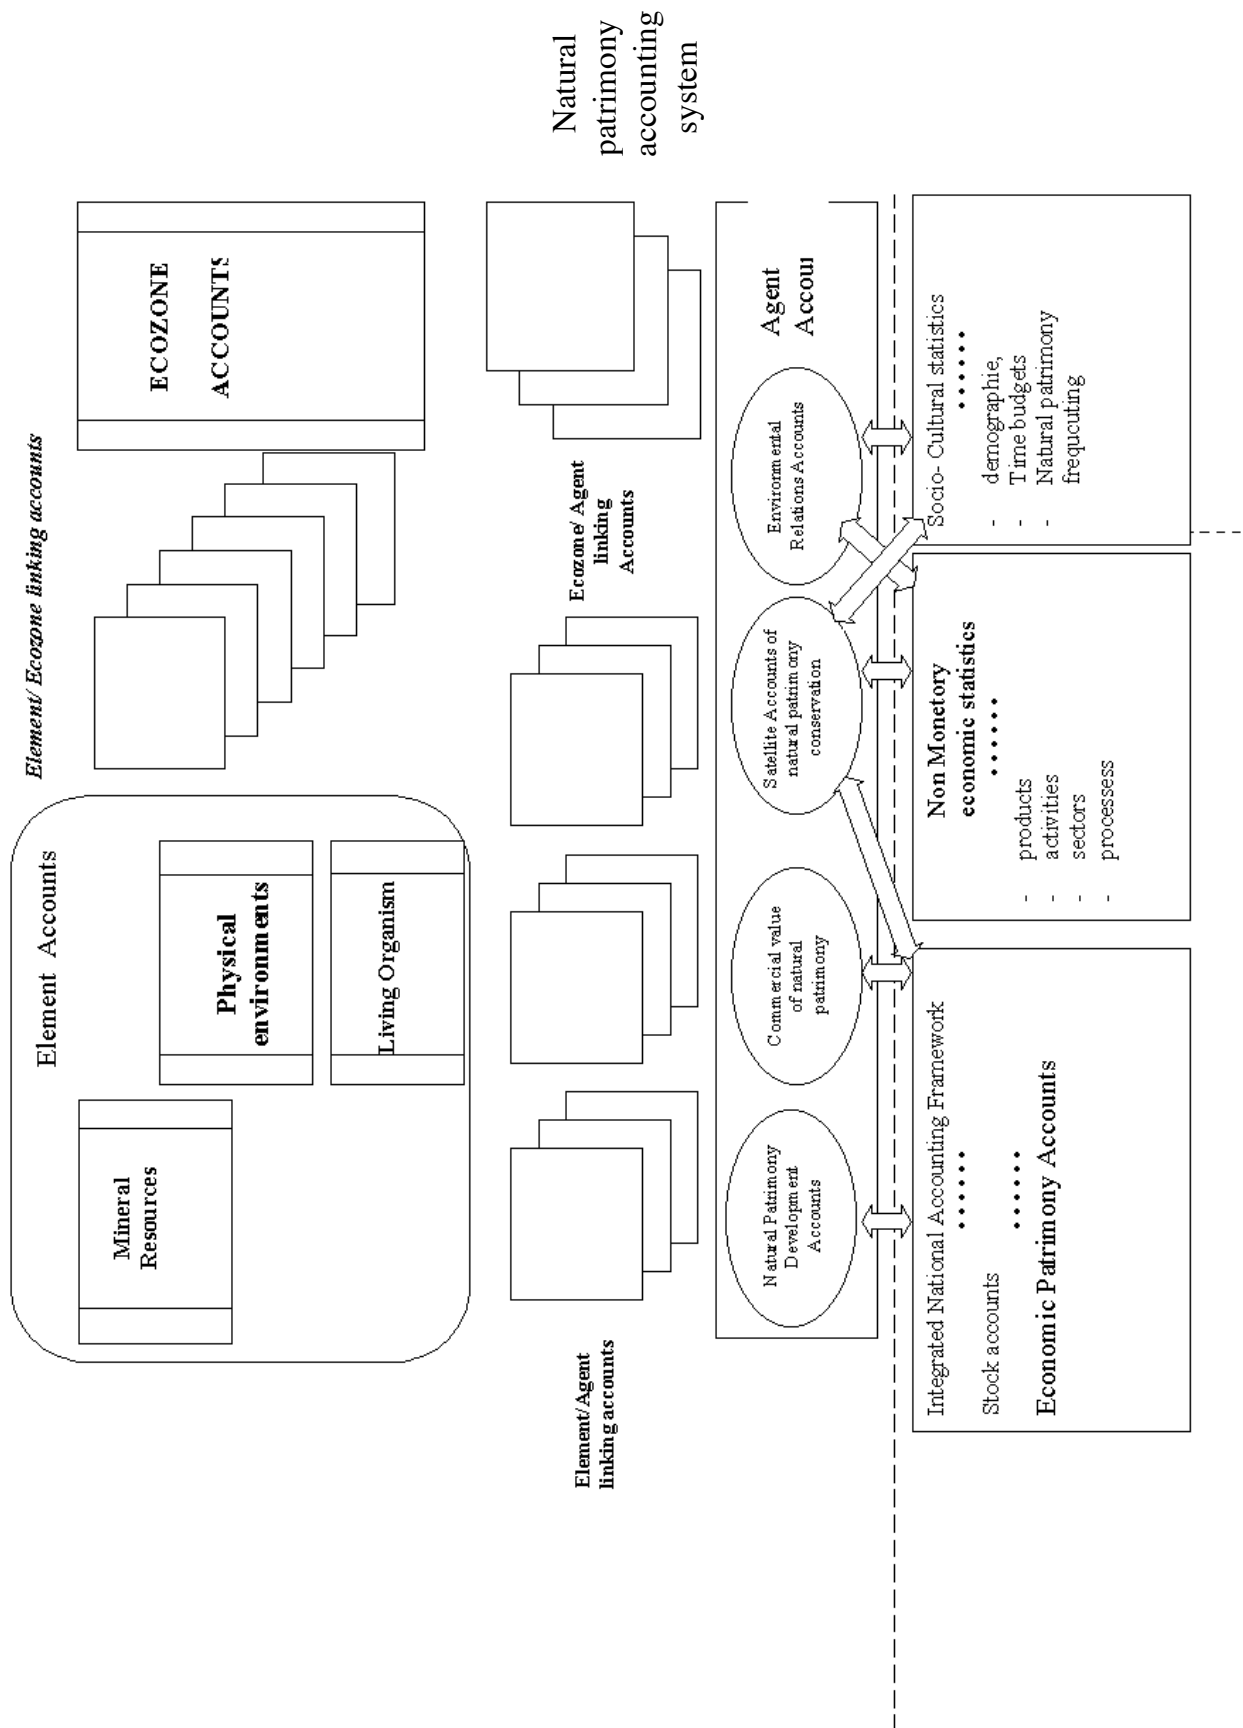 Element/ Ecozone linking accounts
Element Accounts
Mineral
Resources
Physical
environments
Living Organism
ECOZONE
ACCOUNTS
Natural
patrimony
accounting
system
Element/Agent
linking accounts
Ecozone/ Agent
linking
Accounts
Natural Patrimony
Development
Accounts
Commercial value
of natural
patrimony
Satellite Accounts of
natural patrimony
conservation
Environmental
Relations Accounts
Agent
Accou
Integrated National Accounting Framework
••••••
Stock accounts
••••••
Economic Patrimony Accounts
Non Monetory
economic statistics
••••••
- products
- activities
- sectors
- processess
Socio- Cultural statistics
••••••
- demographie,
- Time budgets
- Natural patrimony
frequcuting